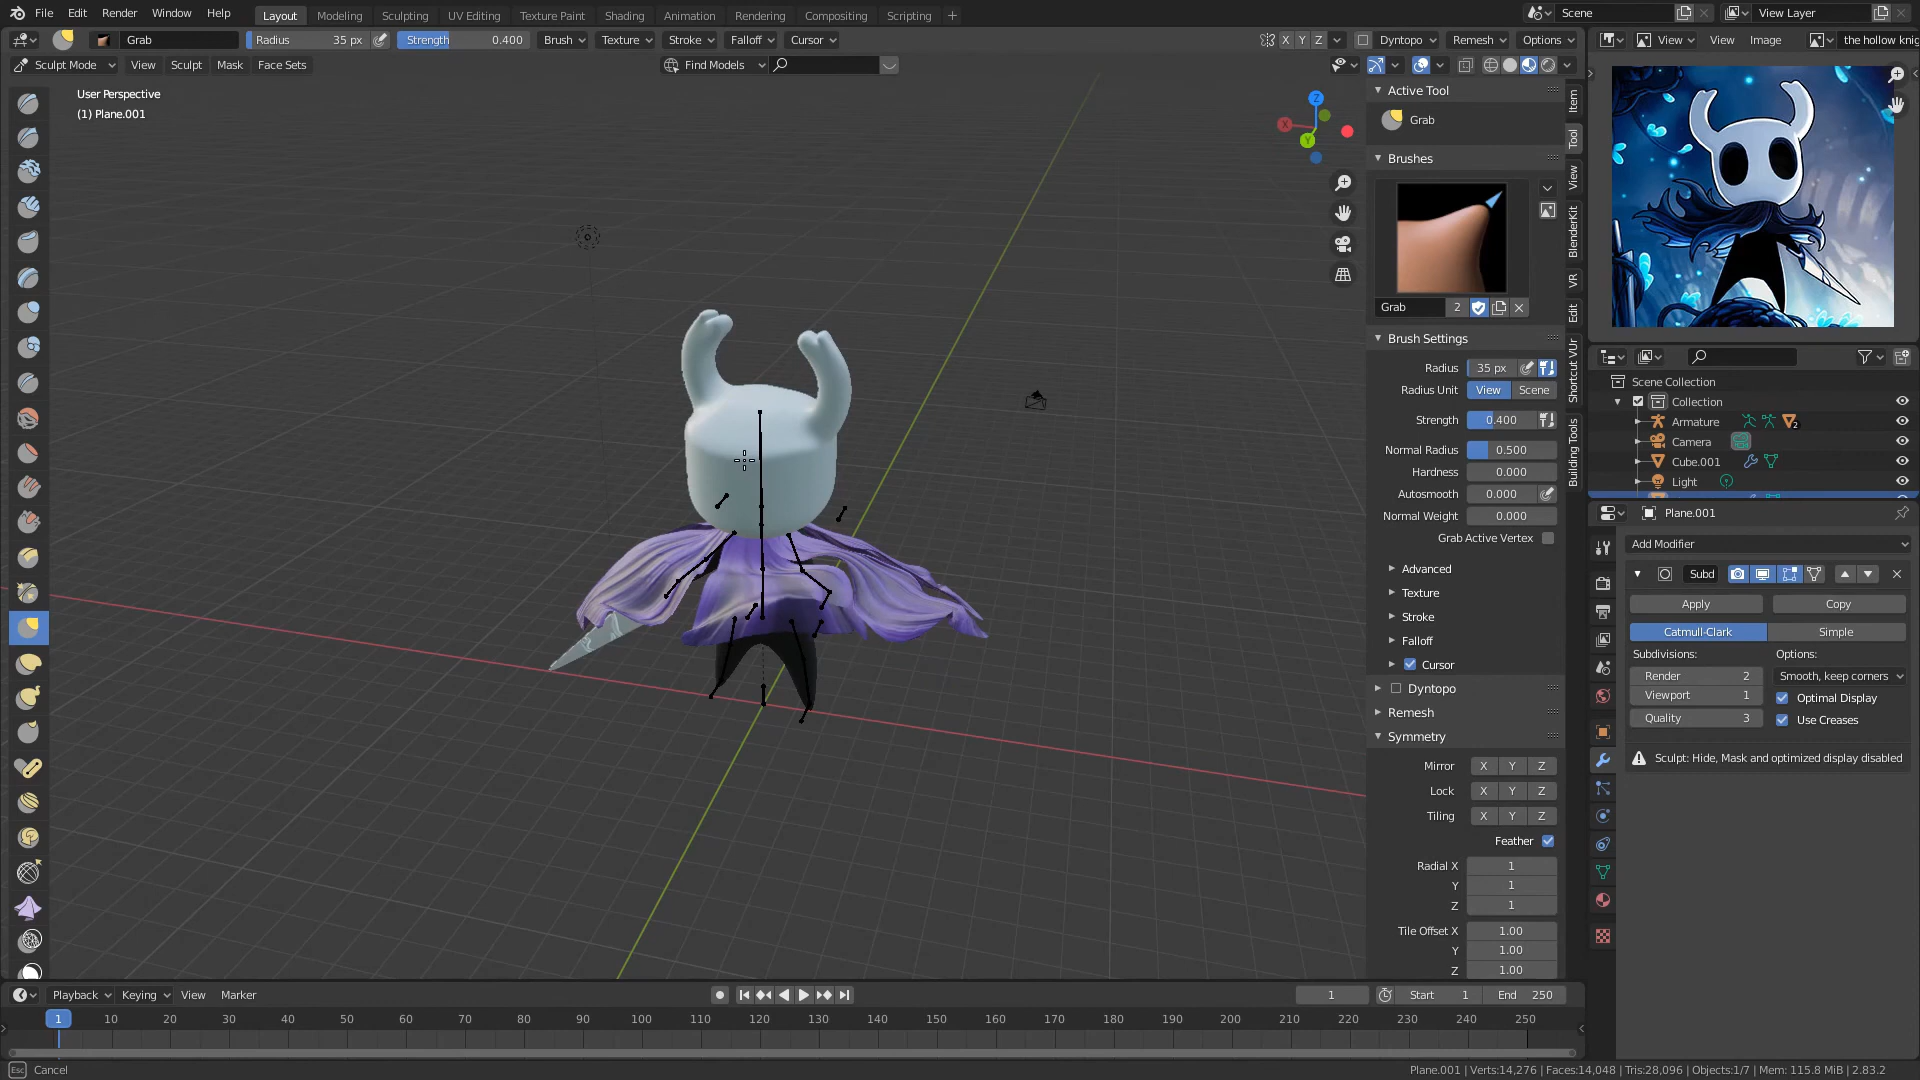 File Edit Render Window Help Layout Modeling Sculpting UV Editing Texture Paint Shading Animation Rendering Compositing Scripting + Scene View Layer
Grab Radius 35 px Strength 0.400 Brush Texture Stroke Falloff Cursor X Y Z Dyntopo Remesh Options View View Image the hollow knig
Sculpt Mode View Sculpt Mask Face Sets Find Models
User Perspective
(1) Plane.001
Z
X
Y
Active Tool
Grab
Brushes
Grab 2
Brush Settings
Radius 35 px
Radius Unit View Scene
Strength 0.400
Normal Radius 0.500
Hardness 0.000
Autosmooth 0.000
Normal Weight 0.000
Grab Active Vertex
Advanced
Texture
Stroke
Falloff
Cursor
Dyntopo
Remesh
Symmetry
Mirror X Y Z
Lock X Y Z
Tiling X Y Z
Feather
Radial X 1
Y 1
Z 1
Tile Offset X 1.00
Y 1.00
Z 1.00
Item
Tool
View
BlenderKit
VR
Edit
Shortcut VUr
Building Tools
Scene Collection
Collection
Armature 2
Camera
Cube.001
Light
Plane.001
Add Modifier
Subd
Apply Copy
Catmull-Clark Simple
Subdivisions: Options:
Render 2 Smooth, keep corners
Viewport 1 Optimal Display
Quality 3 Use Creases
Sculpt: Hide, Mask and optimized display disabled
Playback Keying View Marker 1 Start 1 End 250
1 10 20 30 40 50 60 70 80 90 100 110 120 130 140 150 160 170 180 190 200 210 220 230 240 250
Esc Cancel Plane.001 | Verts:14,276 | Faces:14,048 | Tris:28,096 | Objects:1/7 | Mem: 115.8 MiB | 2.83.2